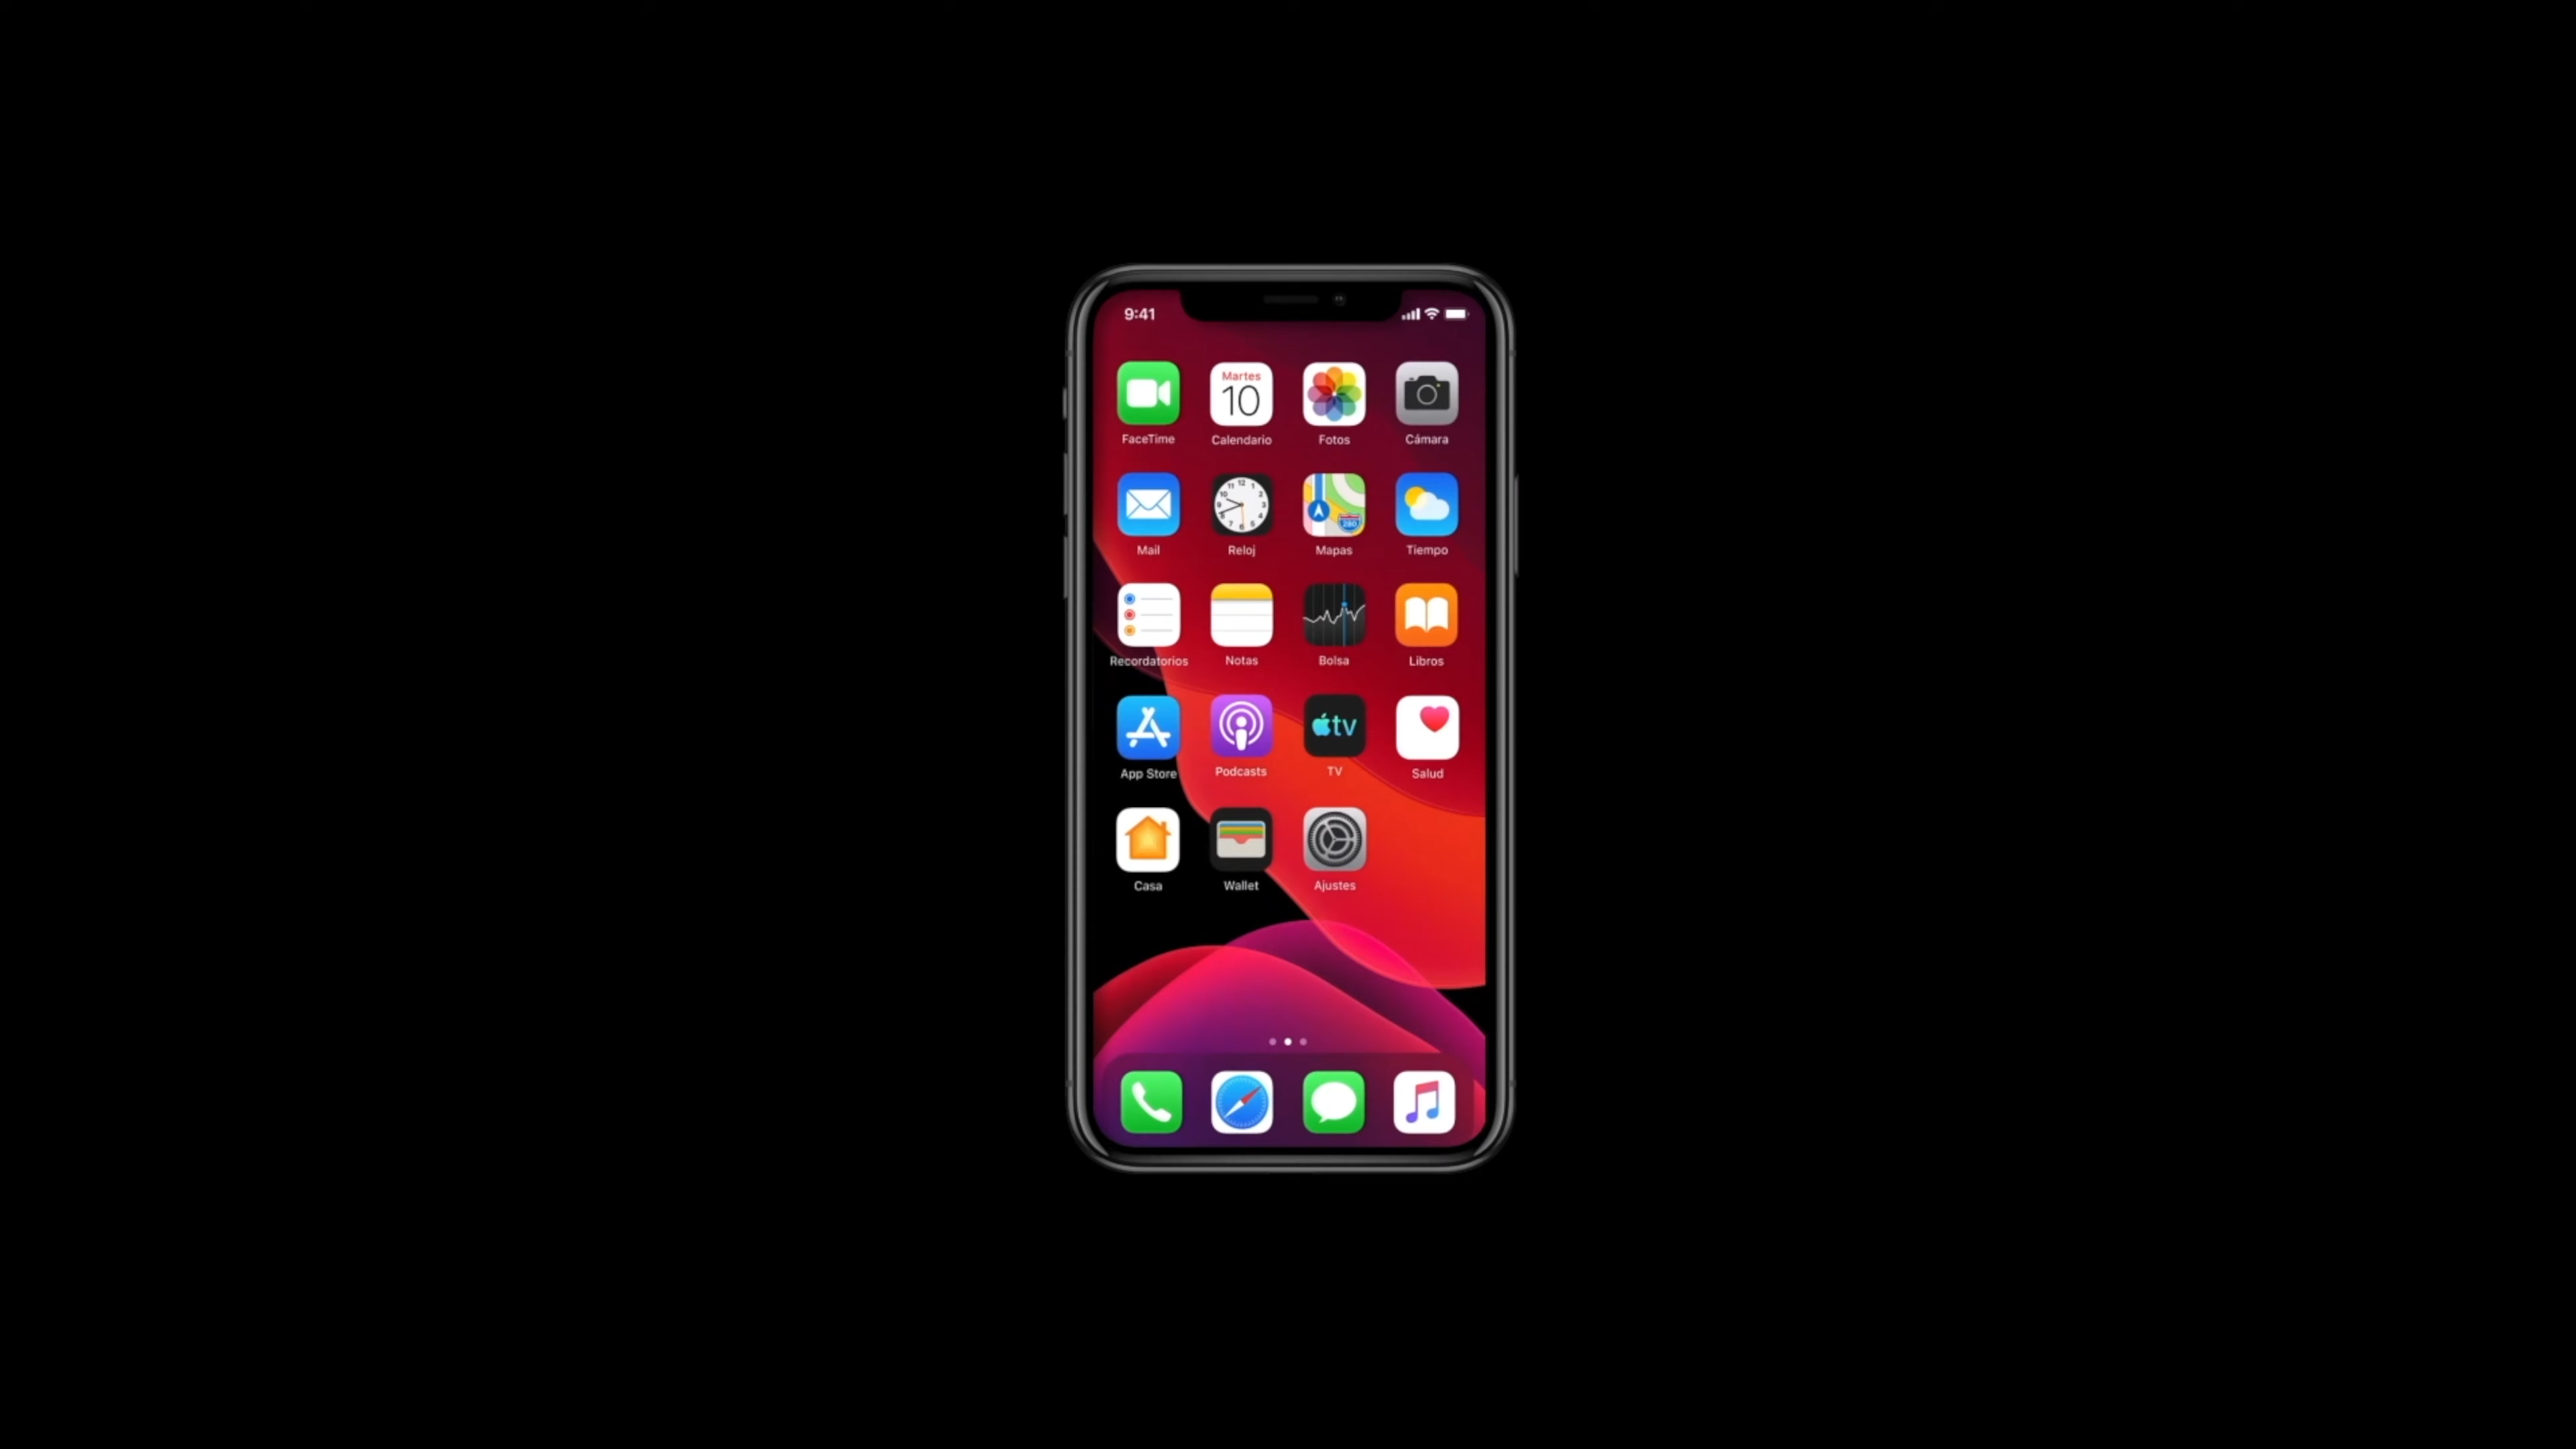 9:41
Martes
10
FaceTime Calendario Fotos Cámara
280
Mail Reloj Mapas Tiempo
Recordatorios Notas Bolsa Libros
tv
App Store Podcasts TV Salud
Casa Wallet Ajustes